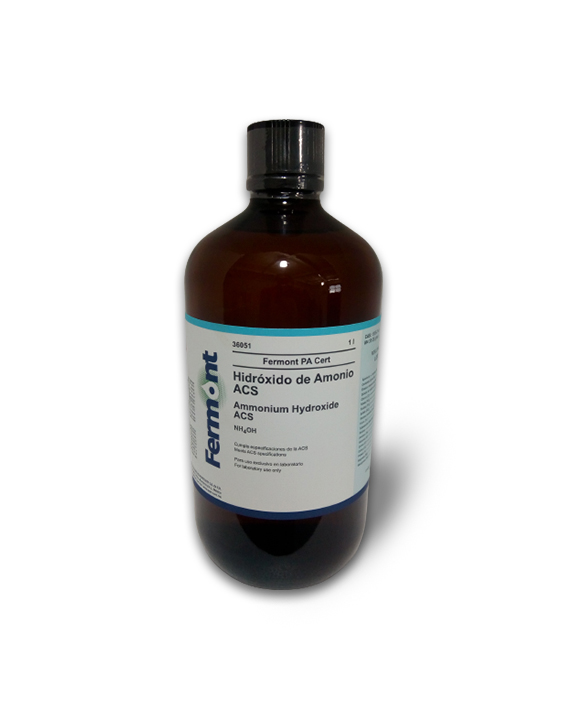 36051 1 l
Fermont PA Cert
Hidróxido de Amonio
ACS
Ammonium Hydroxide
ACS
NH₄OH
Cumple especificaciones de la ACS
Meets ACS specifications
Para uso exclusivo en laboratorio
For laboratory use only
Fermont